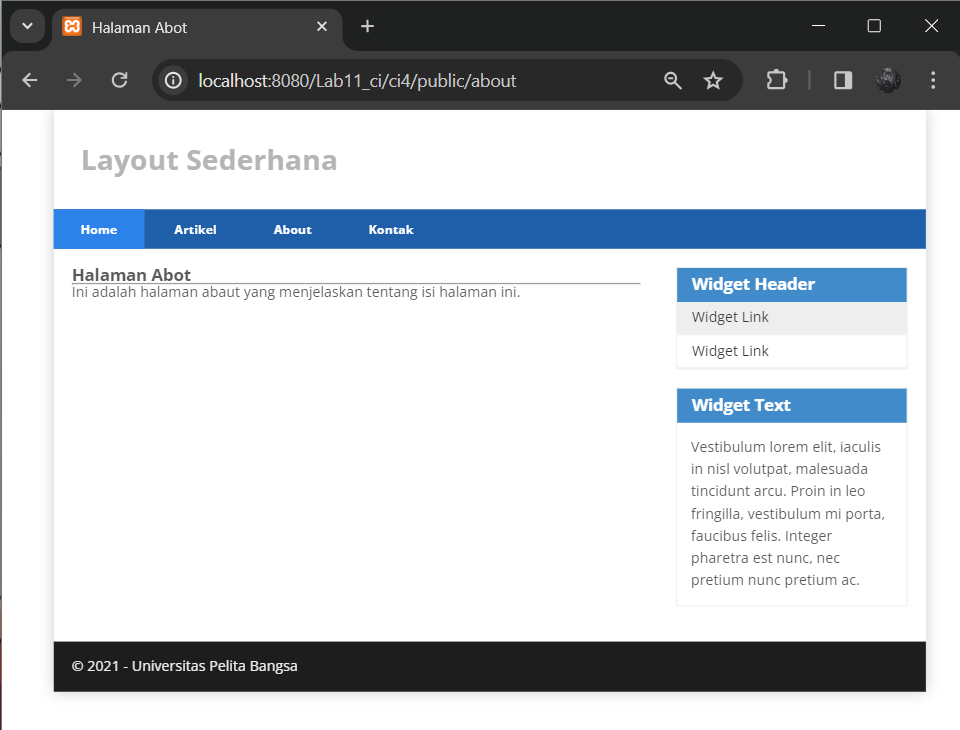 Halaman Abot
localhost:8080/Lab11_ci/ci4/public/about
Layout Sederhana
Home Artikel About Kontak
Halaman Abot
Ini adalah halaman abaut yang menjelaskan tentang isi halaman ini.
Widget Header
Widget Link
Widget Link
Widget Text
Vestibulum lorem elit, iaculis
in nisl volutpat, malesuada
tincidunt arcu. Proin in leo
fringilla, vestibulum mi porta,
faucibus felis. Integer
pharetra est nunc, nec
pretium nunc pretium ac.
© 2021 - Universitas Pelita Bangsa